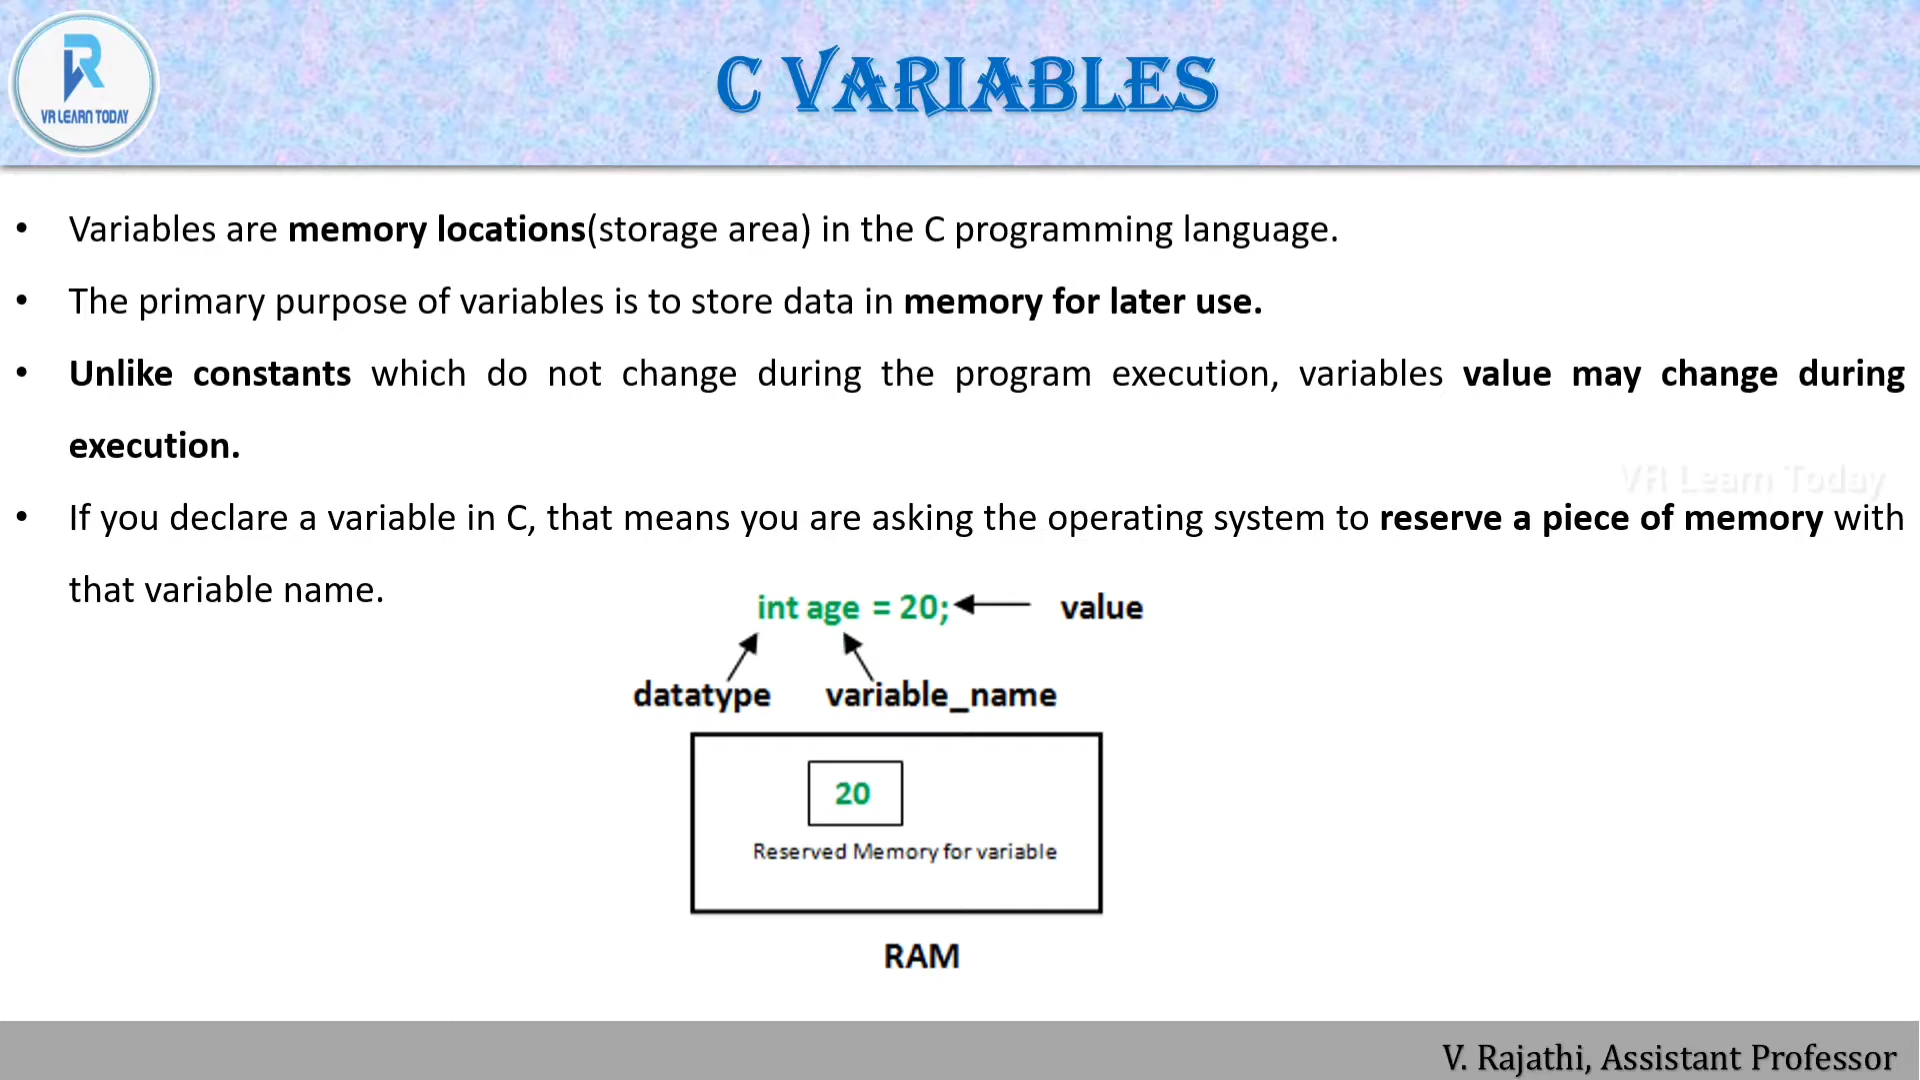 VR LEARN TODAY
C VARIABLES
• Variables are memory locations(storage area) in the C programming language.
• The primary purpose of variables is to store data in memory for later use.
• Unlike constants which do not change during the program execution, variables value may change during
execution.
VR Learn Today
• If you declare a variable in C, that means you are asking the operating system to reserve a piece of memory with
that variable name.
int age = 20; value
datatype variable_name
20
Reserved Memory for variable
RAM
V. Rajathi, Assistant Professor